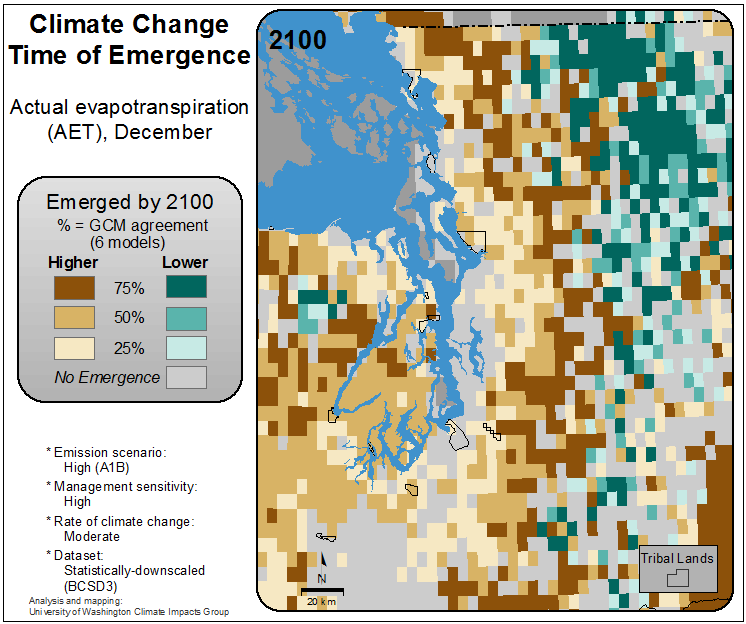 Climate Change
Time of Emergence
Actual evapotranspiration
(AET), December
Emerged by 2100
% = GCM agreement
(6 models)
Higher Lower
75%
50%
25%
No Emergence
* Emission scenario:
High (A1B)
* Management sensitivity:
High
* Rate of climate change:
Moderate
* Dataset:
Statistically-downscaled
(BCSD3)
Analysis and mapping:
University of Washington Climate Impacts Group
2100
N
20 km
Tribal Lands